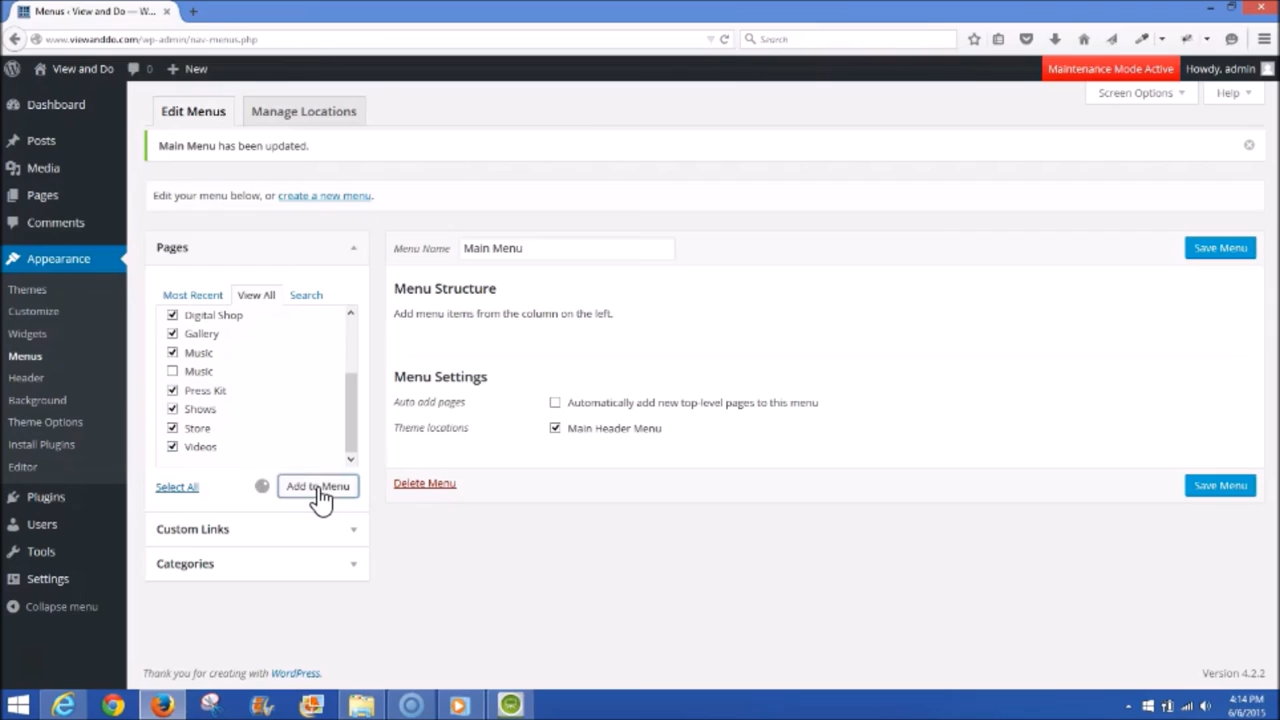 Menus ‹ View and Do — W...
www.viewanddo.com/wp-admin/nav-menus.php
Search
View and Do
0
New
Maintenance Mode Active
Howdy, admin
Screen Options
Help
Dashboard
Posts
Media
Pages
Comments
Appearance
Themes
Customize
Widgets
Menus
Header
Background
Theme Options
Install Plugins
Editor
Plugins
Users
Tools
Settings
Collapse menu
Edit Menus
Manage Locations
Main Menu has been updated.
Edit your menu below, or create a new menu.
Pages
Most Recent
View All
Search
Digital Shop
Gallery
Music
Music
Press Kit
Shows
Store
Videos
Select All
Add to Menu
Custom Links
Categories
Menu Name
Main Menu
Save Menu
Menu Structure
Add menu items from the column on the left.
Menu Settings
Auto add pages
Automatically add new top-level pages to this menu
Theme locations
Main Header Menu
Delete Menu
Save Menu
Thank you for creating with WordPress.
Version 4.2.2
4:14 PM
6/6/2015